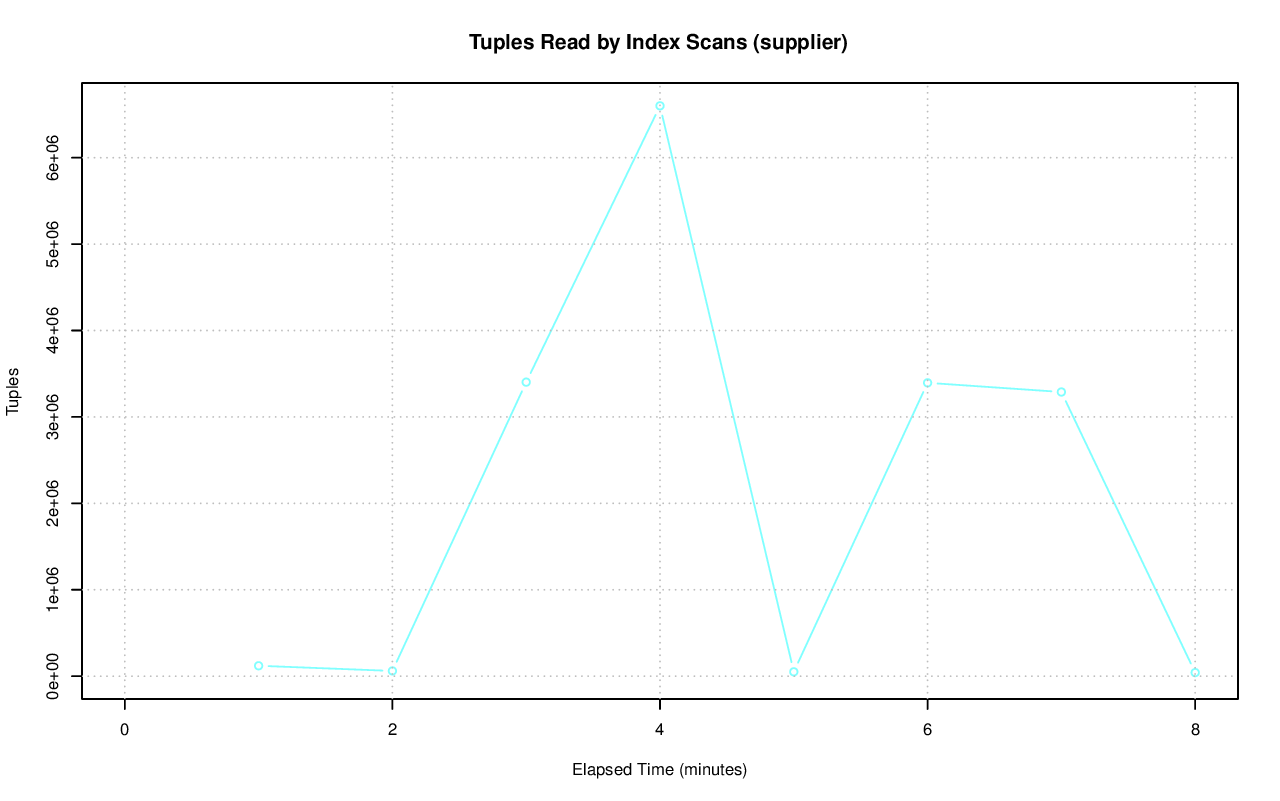 Tuples Read by Index Scans (supplier)
Tuples
6e+06
5e+06
4e+06
3e+06
2e+06
1e+06
0e+00
0 2 4 6 8
Elapsed Time (minutes)